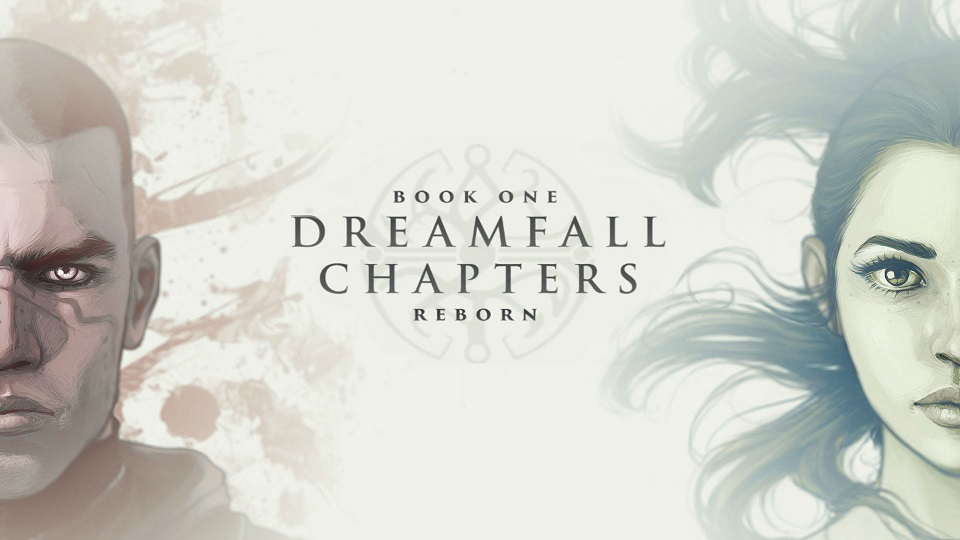 BOOK ONE
DREAMFALL
CHAPTERS
REBORN